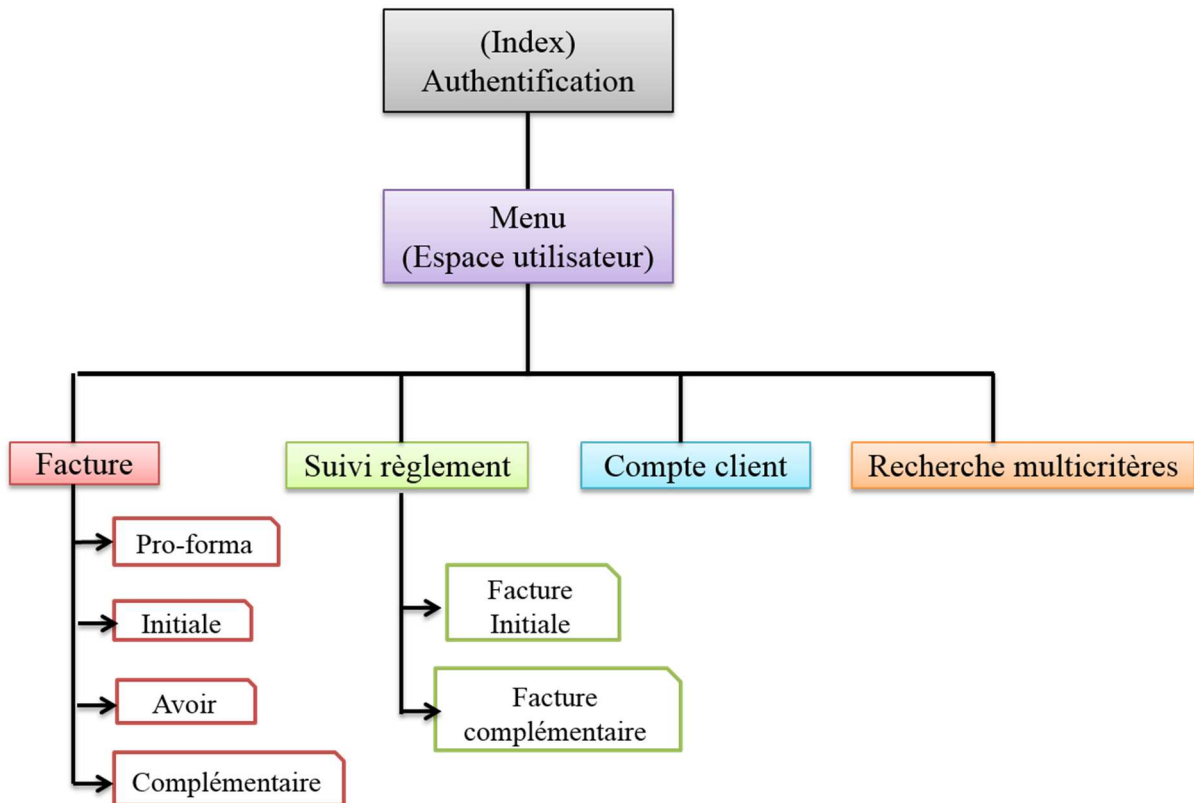 (Index)
Authentification
Menu
(Espace utilisateur)
Facture
Suivi règlement
Compte client
Recherche multicritères
Pro-forma
Initiale
Avoir
Complémentaire
Facture
Initiale
Facture
complémentaire